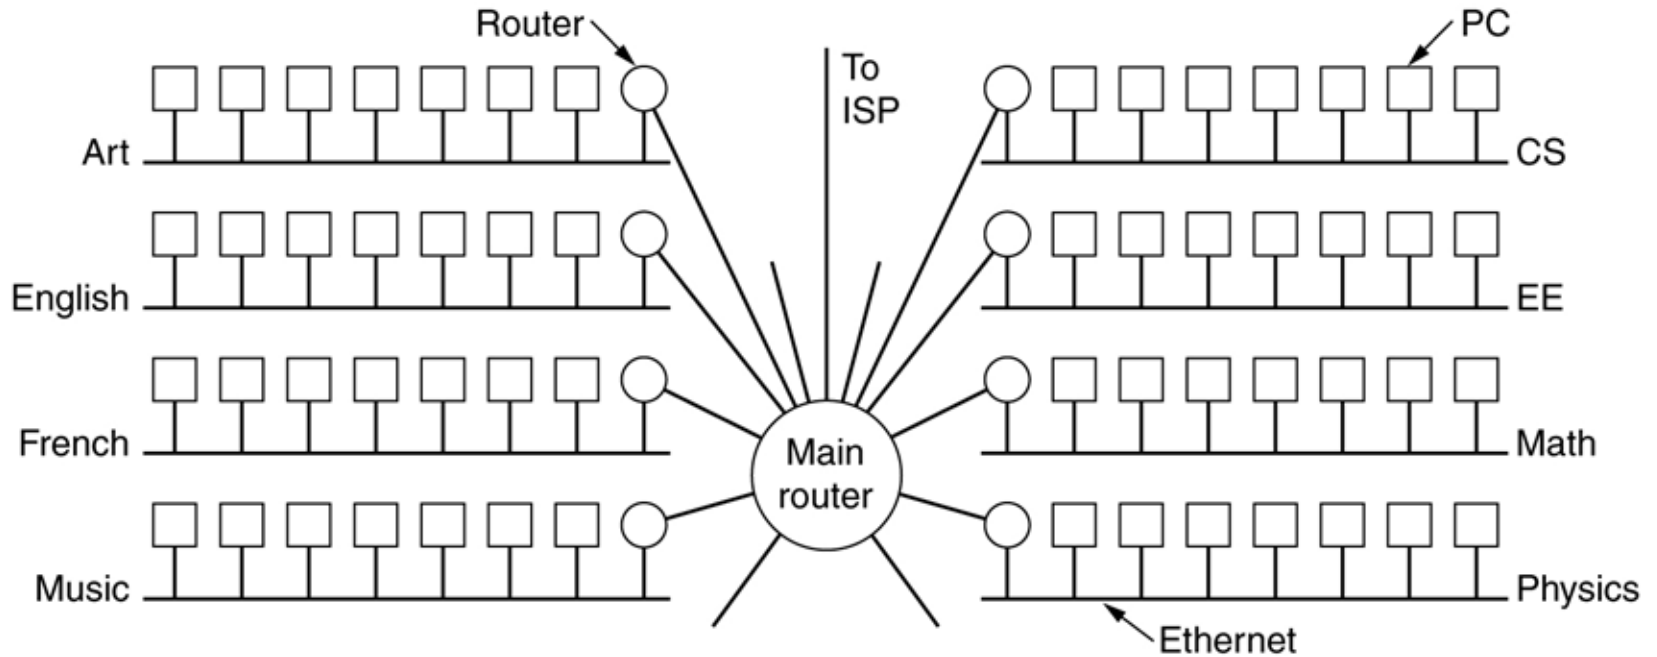 Router
PC
To
ISP
Art
CS
English
EE
French
Math
Main
router
Music
Physics
Ethernet